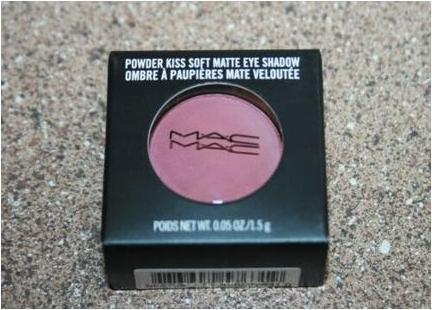 POWDER KISS SOFT MATTE EYE SHADOW
OMBRE À PAUPIÈRES MATE VELOUTÉE
MAC
MAC
POIDS NET WT. 0.05 OZ/1.5 g